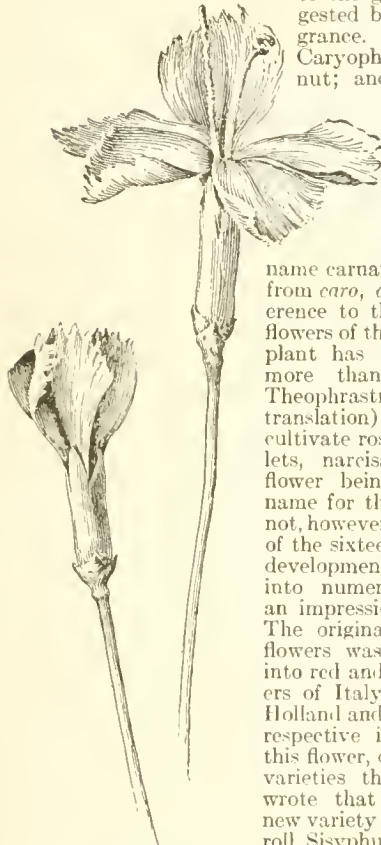 gested b
grance.
Caryoph
nut; and
name carna
from caro, c
erence to th
flowers of th
plant has
more than
Theophrast
translation)
cultivate ros
lets, narcis
flower bein
name for th
not, however
of the sixtee
development
into numer
an impressi
The origina
flowers was
into red and
ers of Italy
Holland and
respective i
this flower, 
varieties th
wrote that
new variety
roll Sisyphu